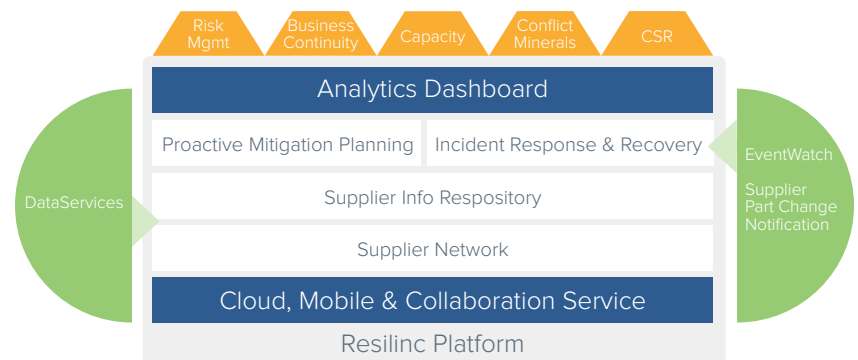 Risk
Mgmt
Business
Continuity
Capacity
Conflict
Minerals
CSR
Analytics Dashboard
Proactive Mitigation Planning
Incident Response & Recovery
EventWatch
Supplier
Part Change
Notification
DataServices
Supplier Info Respository
Supplier Network
Cloud, Mobile & Collaboration Service
Resilinc Platform